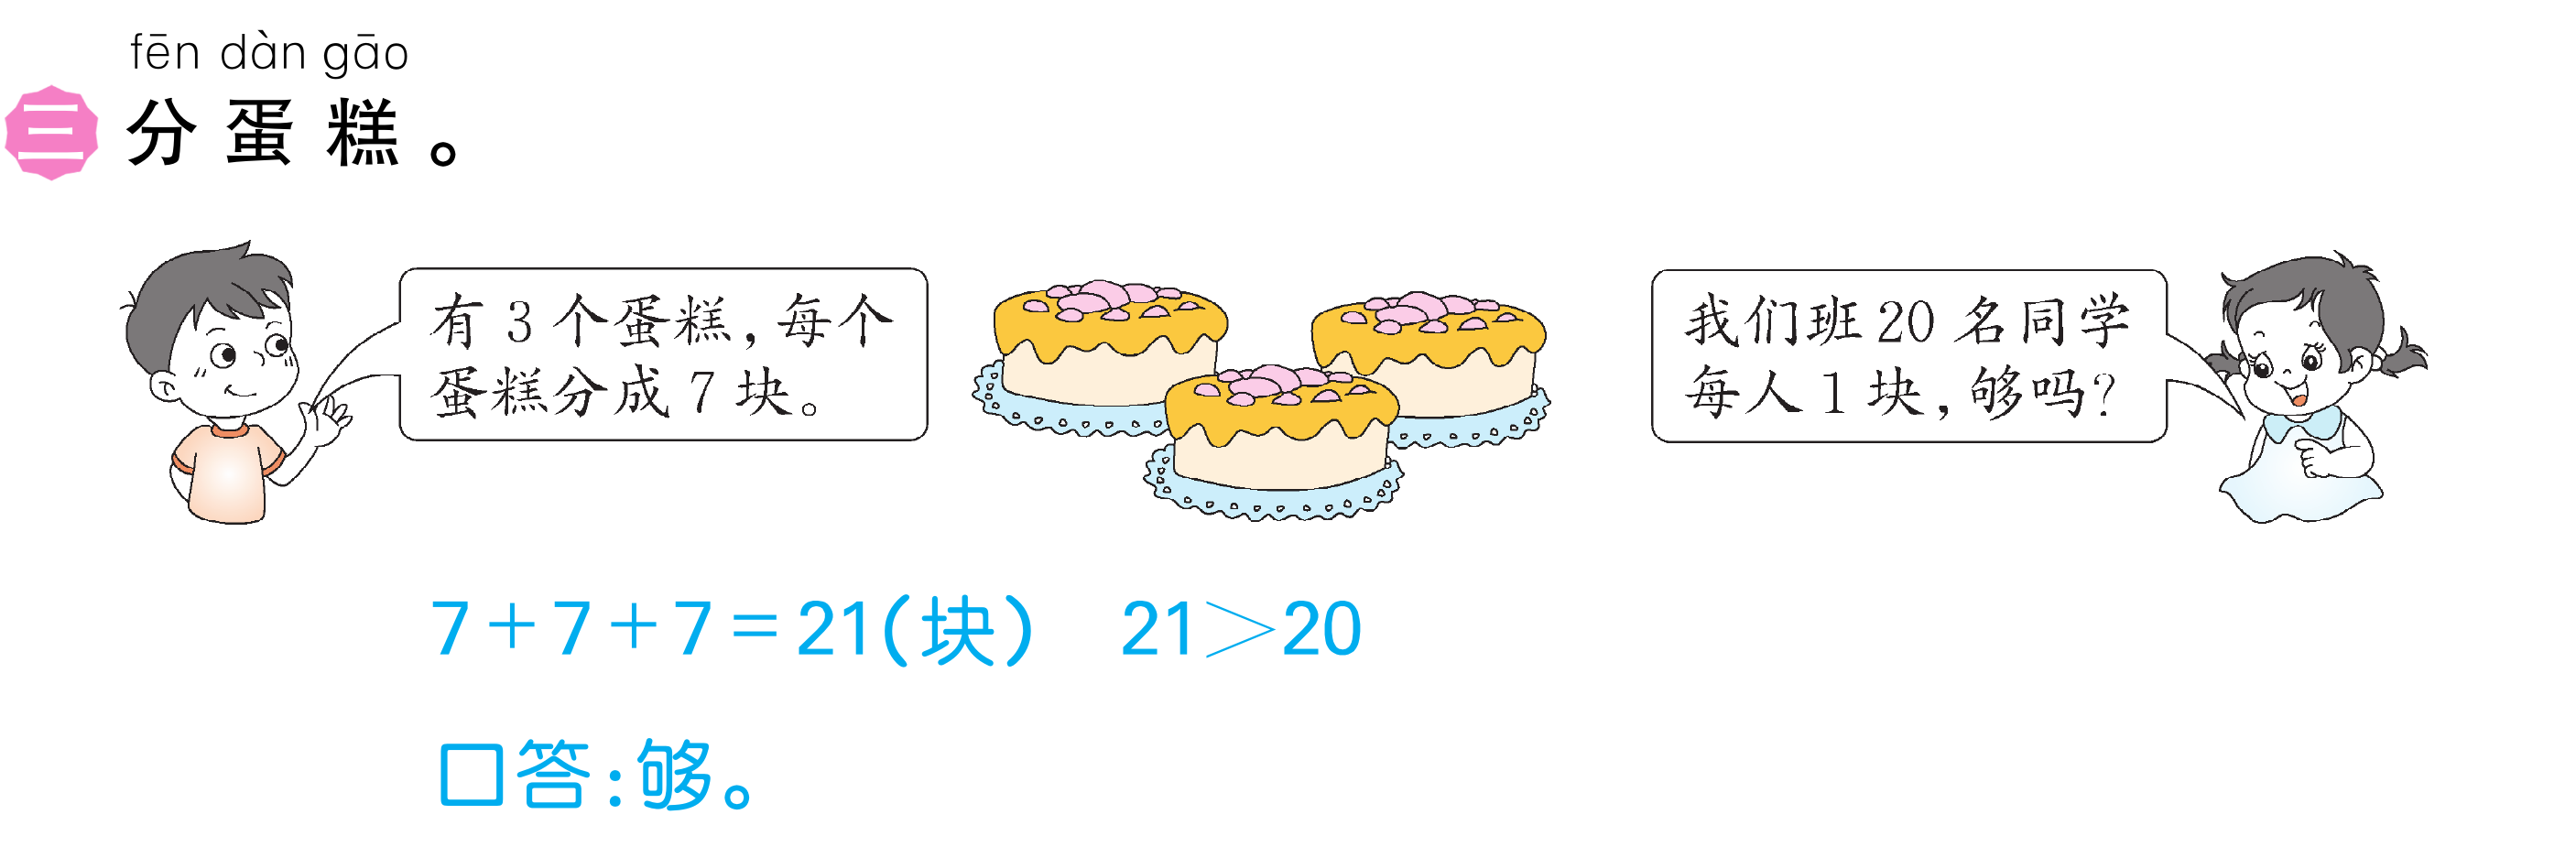 fēn dàn gāo
三 分蛋糕。
有 3 个蛋糕,每个
蛋糕分成 7 块。
我们班 20 名同学
每人 1 块,够吗?
7+7+7=21(块) 21>20
口答:够。